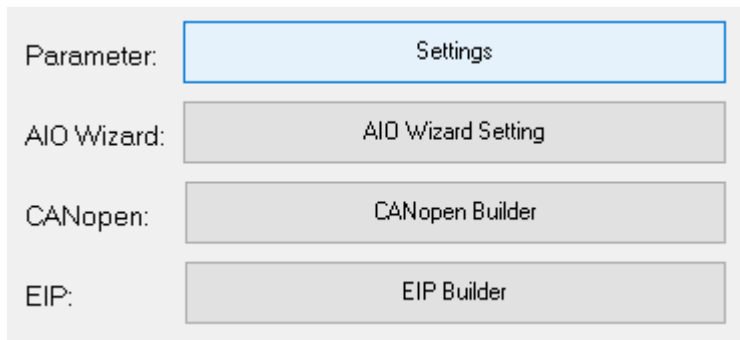 Parameter: Settings
AIO Wizard: AIO Wizard Setting
CANopen: CANopen Builder
EIP: EIP Builder